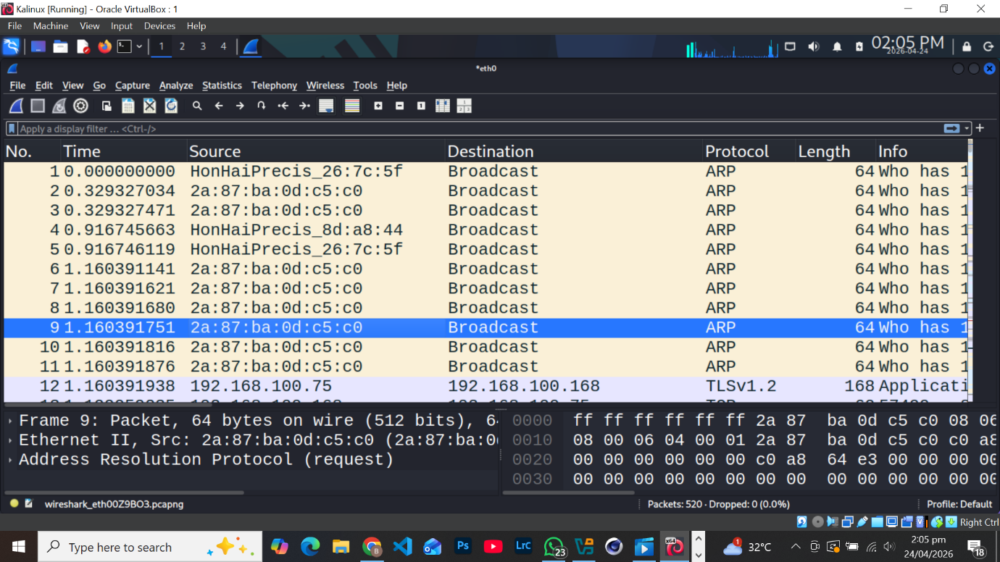 Kalinux [Running] - Oracle VirtualBox : 1
File Machine View Input Devices Help
1 2 3 4 02:05 PM
2026-04-24
*eth0
File Edit View Go Capture Analyze Statistics Telephony Wireless Tools Help
Apply a display filter ... <Ctrl-/>
No. Time Source Destination Protocol Length Info
1 0.000000000 HonHaiPrecis_26:7c:5f Broadcast ARP 64 Who has 1
2 0.329327034 2a:87:ba:0d:c5:c0 Broadcast ARP 64 Who has 1
3 0.329327471 2a:87:ba:0d:c5:c0 Broadcast ARP 64 Who has 1
4 0.916745663 HonHaiPrecis_8d:a8:44 Broadcast ARP 64 Who has 1
5 0.916746119 HonHaiPrecis_26:7c:5f Broadcast ARP 64 Who has 1
6 1.160391141 2a:87:ba:0d:c5:c0 Broadcast ARP 64 Who has 1
7 1.160391621 2a:87:ba:0d:c5:c0 Broadcast ARP 64 Who has 1
8 1.160391680 2a:87:ba:0d:c5:c0 Broadcast ARP 64 Who has 1
9 1.160391751 2a:87:ba:0d:c5:c0 Broadcast ARP 64 Who has 1
10 1.160391816 2a:87:ba:0d:c5:c0 Broadcast ARP 64 Who has 1
11 1.160391876 2a:87:ba:0d:c5:c0 Broadcast ARP 64 Who has 1
12 1.160391938 192.168.100.75 192.168.100.168 TLSv1.2 168 Applicati
Frame 9: Packet, 64 bytes on wire (512 bits), 64
Ethernet II, Src: 2a:87:ba:0d:c5:c0 (2a:87:ba:0
Address Resolution Protocol (request)
0000 ff ff ff ff ff ff 2a 87 ba 0d c5 c0 08 06
0010 08 00 06 04 00 01 2a 87 ba 0d c5 c0 c0 a8
0020 00 00 00 00 00 00 c0 a8 64 e3 00 00 00 00
0030 00 00 00 00 00 00 00 00 00 00 00 00 00 00
wireshark_eth00Z9BO3.pcapng Packets: 520 · Dropped: 0 (0.0%) Profile: Default
Right Ctrl
Type here to search Ps LrC 23 x64 1 32°C 2:05 pm
24/04/2026 18